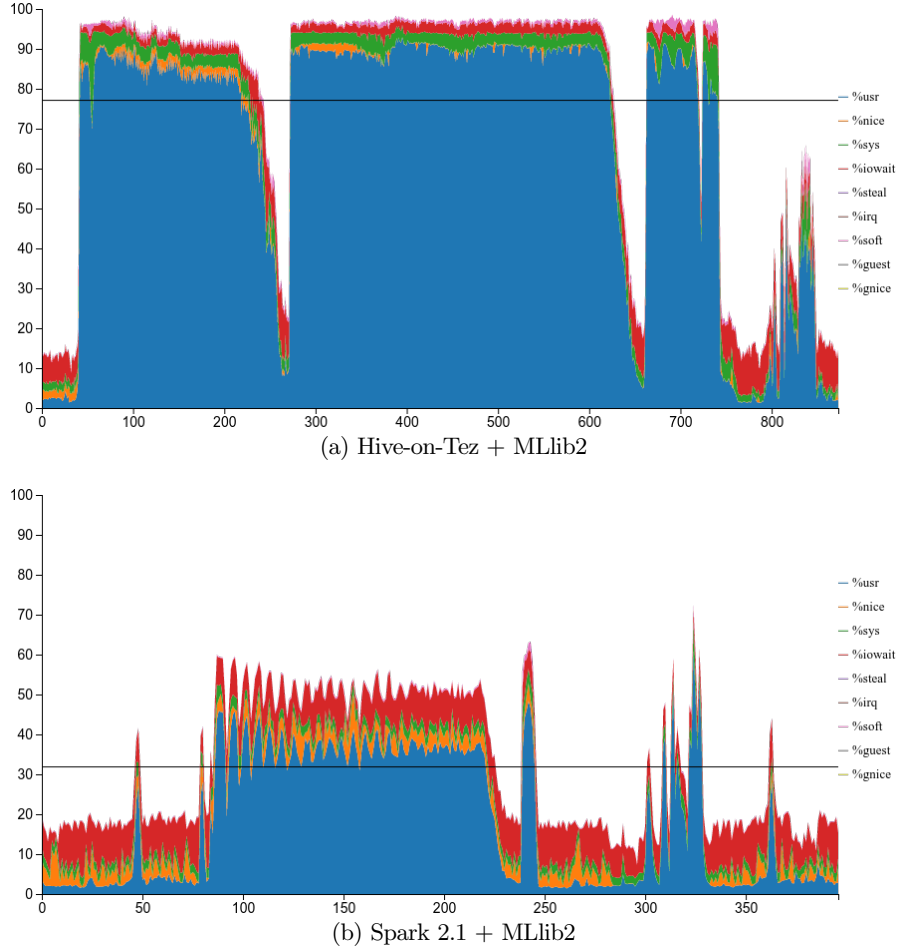 100
90
80
70
60
50
40
30
20
10
0
0 100 200 300 400 500 600 700 800
%usr
%nice
%sys
%iowait
%steal
%irq
%soft
%guest
%gnice
(a) Hive-on-Tez + MLlib2
100
90
80
70
60
50
40
30
20
10
0
0 50 100 150 200 250 300 350
%usr
%nice
%sys
%iowait
%steal
%irq
%soft
%guest
%gnice
(b) Spark 2.1 + MLlib2